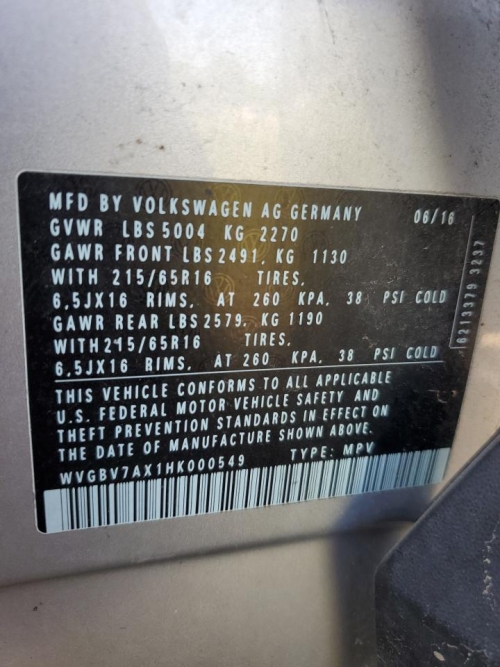 MFD BY VOLKSWAGEN AG GERMANY 06/16
GVWR LBS 5004 KG 2270
GAWR FRONT LBS 2491, KG 1130
WITH 215/65R16 TIRES,
6,5JX16 RIMS, AT 260 KPA, 38 PSI COLD
GAWR REAR LBS 2579, KG 1190
WITH 215/65R16 TIRES,
6,5JX16 RIMS, AT 260 KPA, 38 PSI COLD
THIS VEHICLE CONFORMS TO ALL APPLICABLE
U.S. FEDERAL MOTOR VEHICLE SAFETY AND
THEFT PREVENTION STANDARDS IN EFFECT ON
THE DATE OF MANUFACTURE SHOWN ABOVE.
WVGBV7AX1HK000549 TYPE: MPV
6213379 3237